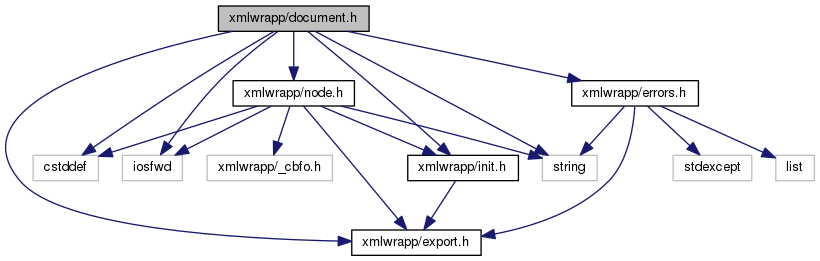 xmlwrapp/document.h
xmlwrapp/node.h
xmlwrapp/errors.h
cstddef
iosfwd
xmlwrapp/_cbfo.h
xmlwrapp/init.h
string
stdexcept
list
xmlwrapp/export.h